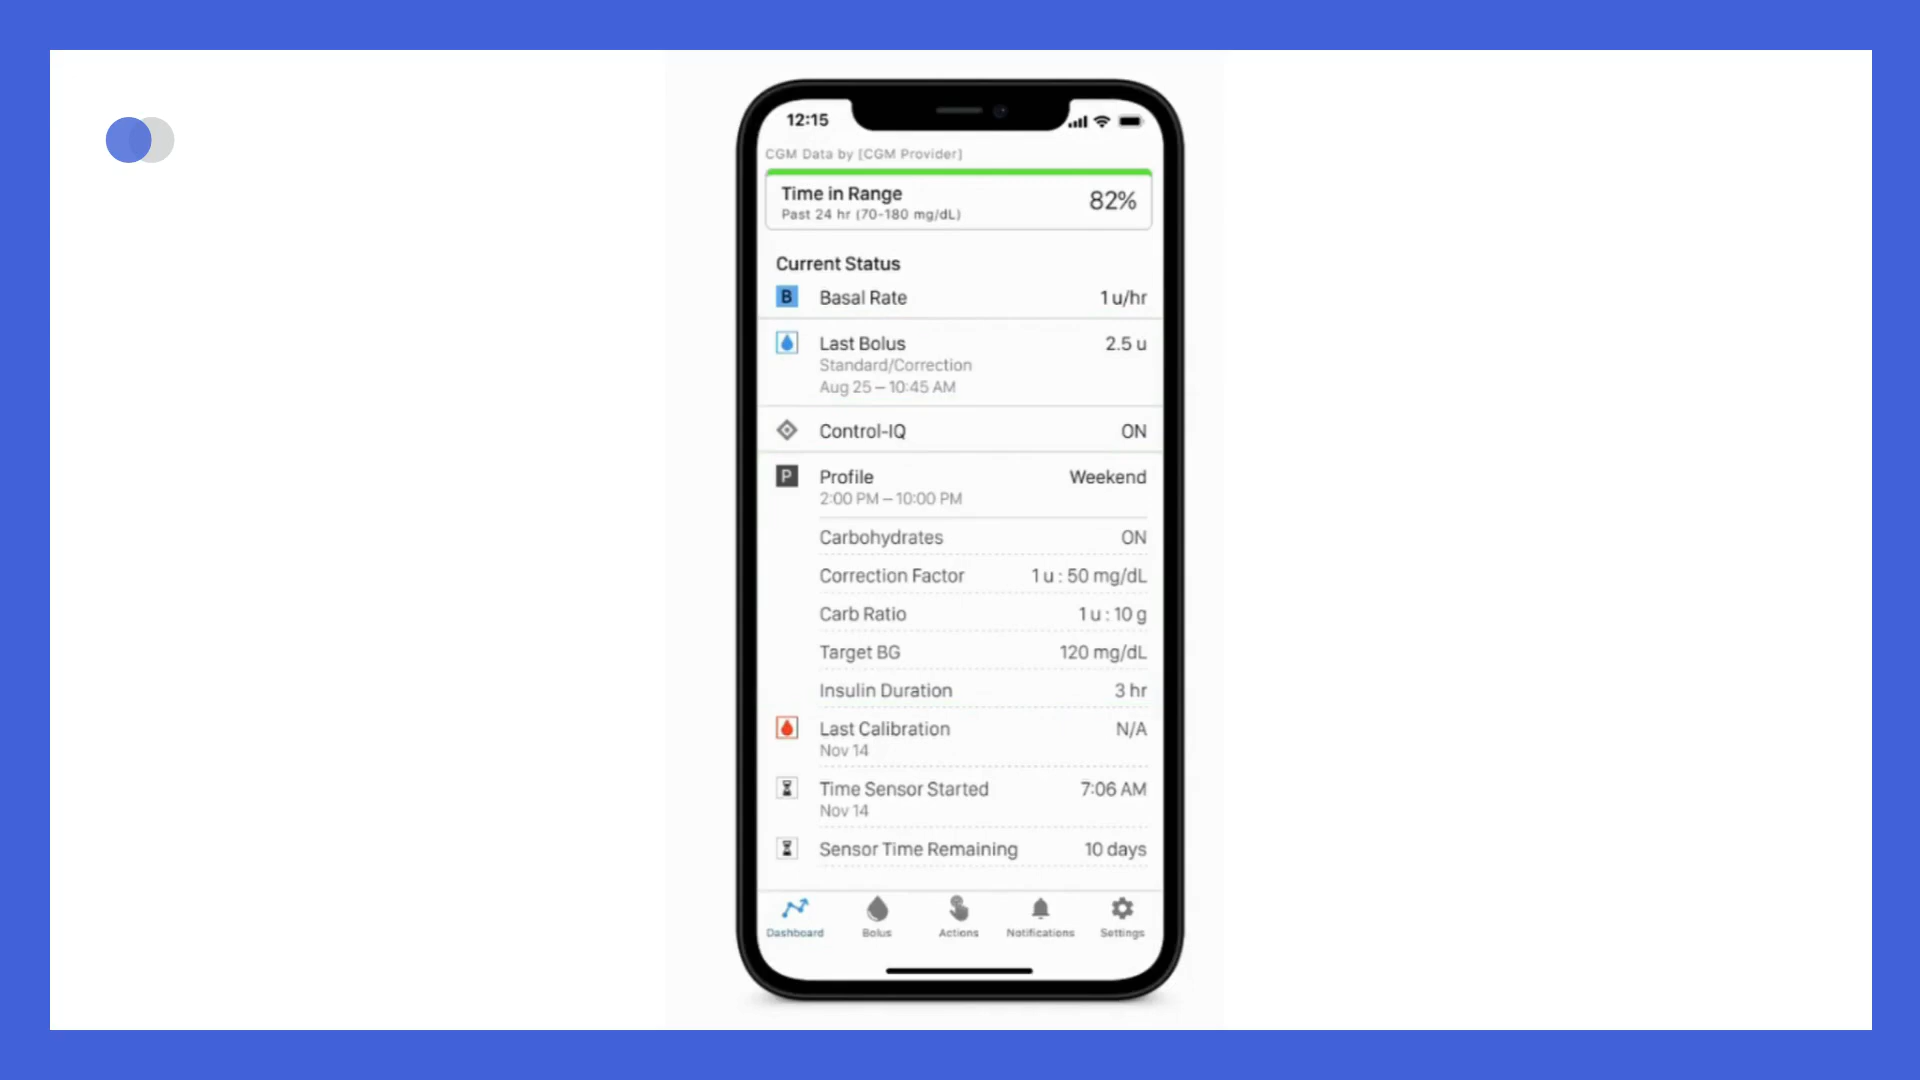 12:15
CGM Data by [CGM Provider]
Time in Range
82%
Past 24 hr (70-180 mg/dL)
Current Status
B Basal Rate 1 u/hr
Last Bolus 2.5 u
Standard/Correction
Aug 25 – 10:45 AM
Control-IQ ON
P Profile Weekend
2:00 PM – 10:00 PM
Carbohydrates ON
Correction Factor 1 u : 50 mg/dL
Carb Ratio 1 u : 10 g
Target BG 120 mg/dL
Insulin Duration 3 hr
Last Calibration N/A
Nov 14
Time Sensor Started 7:06 AM
Nov 14
Sensor Time Remaining 10 days
Dashboard Bolus Actions Notifications Settings